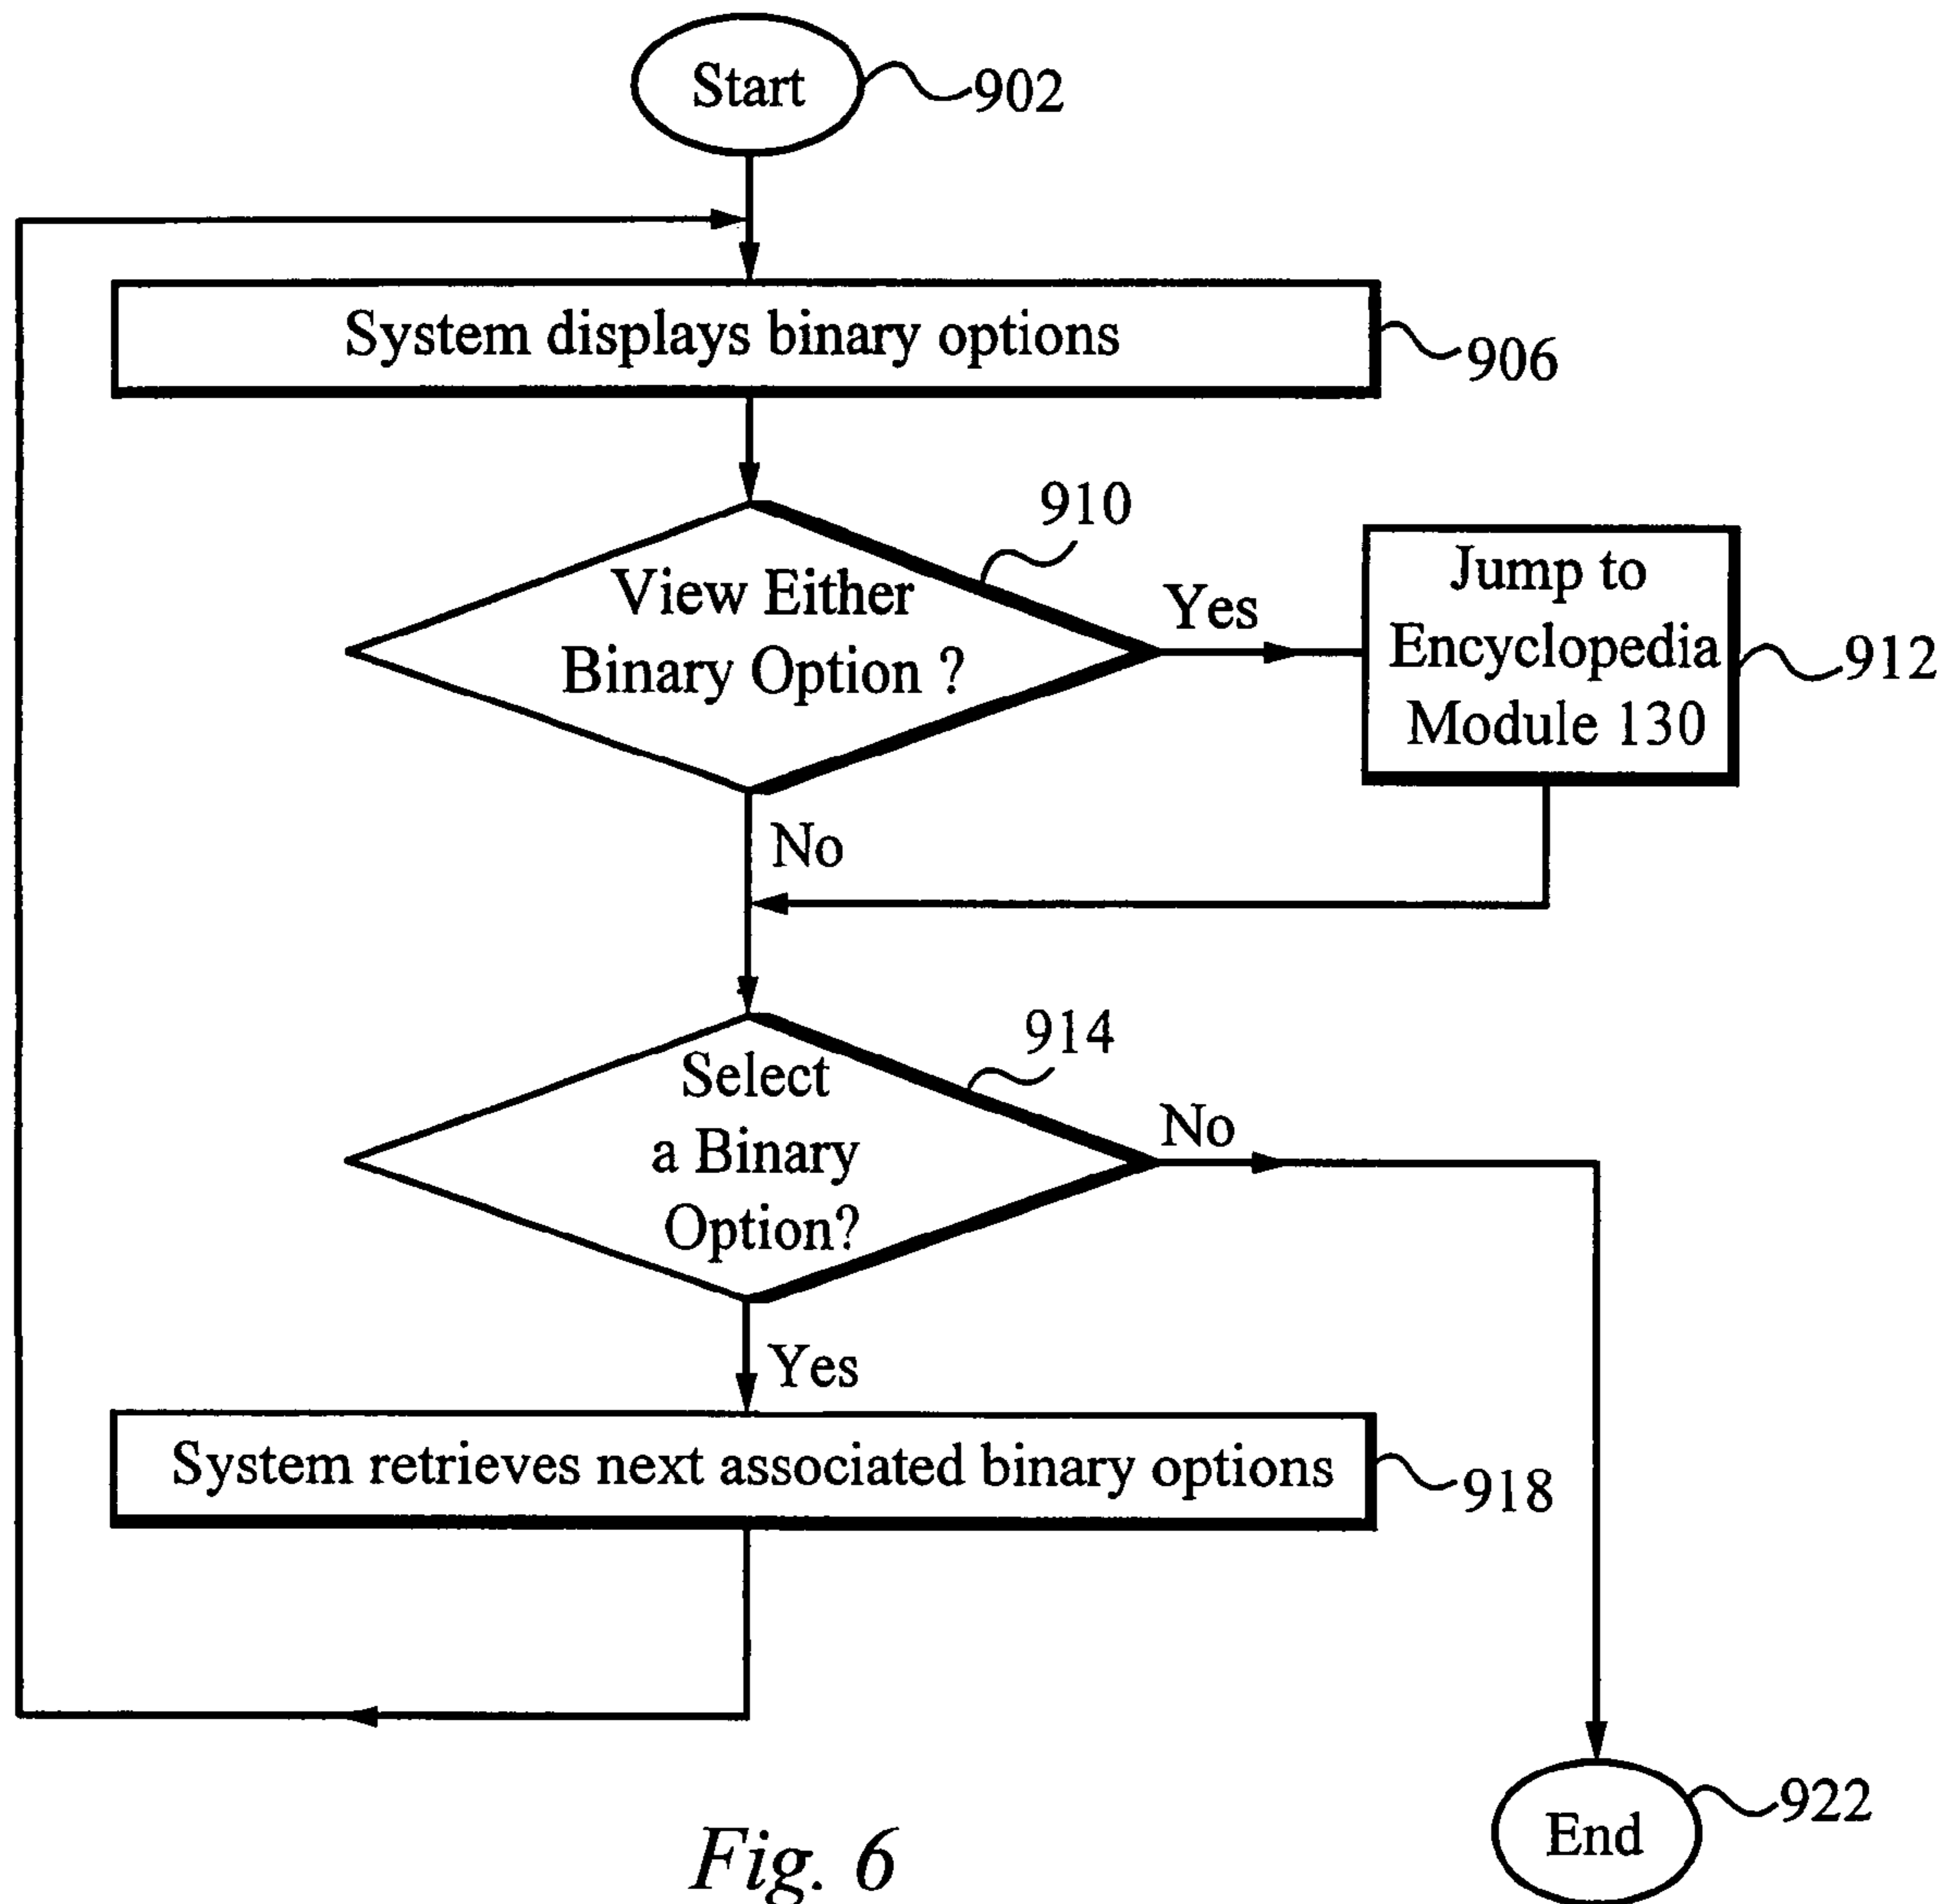 Start
902
System displays binary options
906
910
View Either
Binary Option ?
Yes
Jump to
Encyclopedia
Module 130
912
No
914
Select
a Binary
Option?
No
Yes
System retrieves next associated binary options
918
End
922
Fig. 6